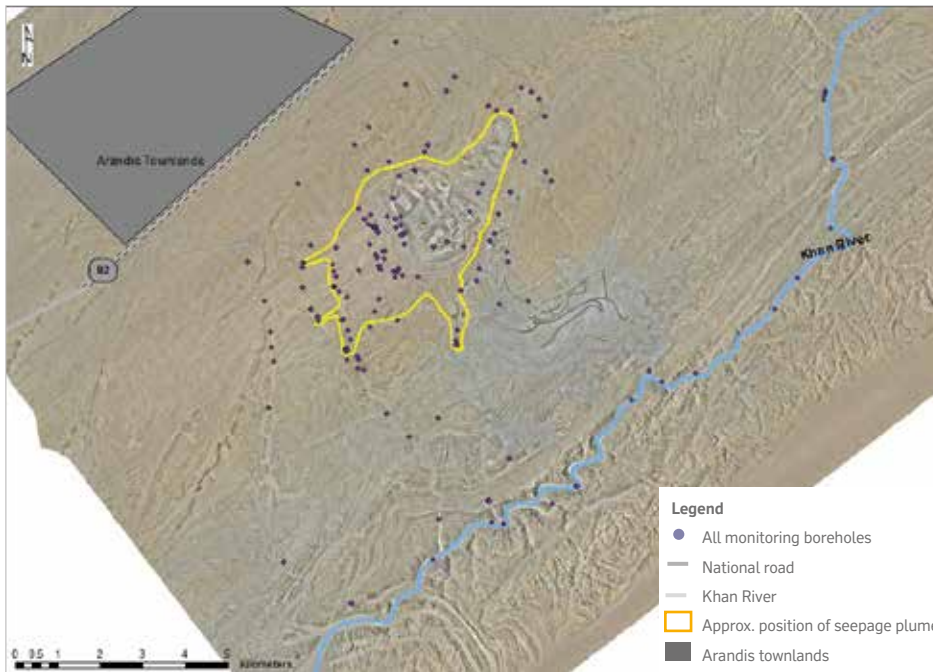 N
Arandis Townlands
B2
Khan River
Legend
All monitoring boreholes
National road
Khan River
Approx. position of seepage plume
Arandis townlands
0 0.5 1 2 3 4 5
kilometers